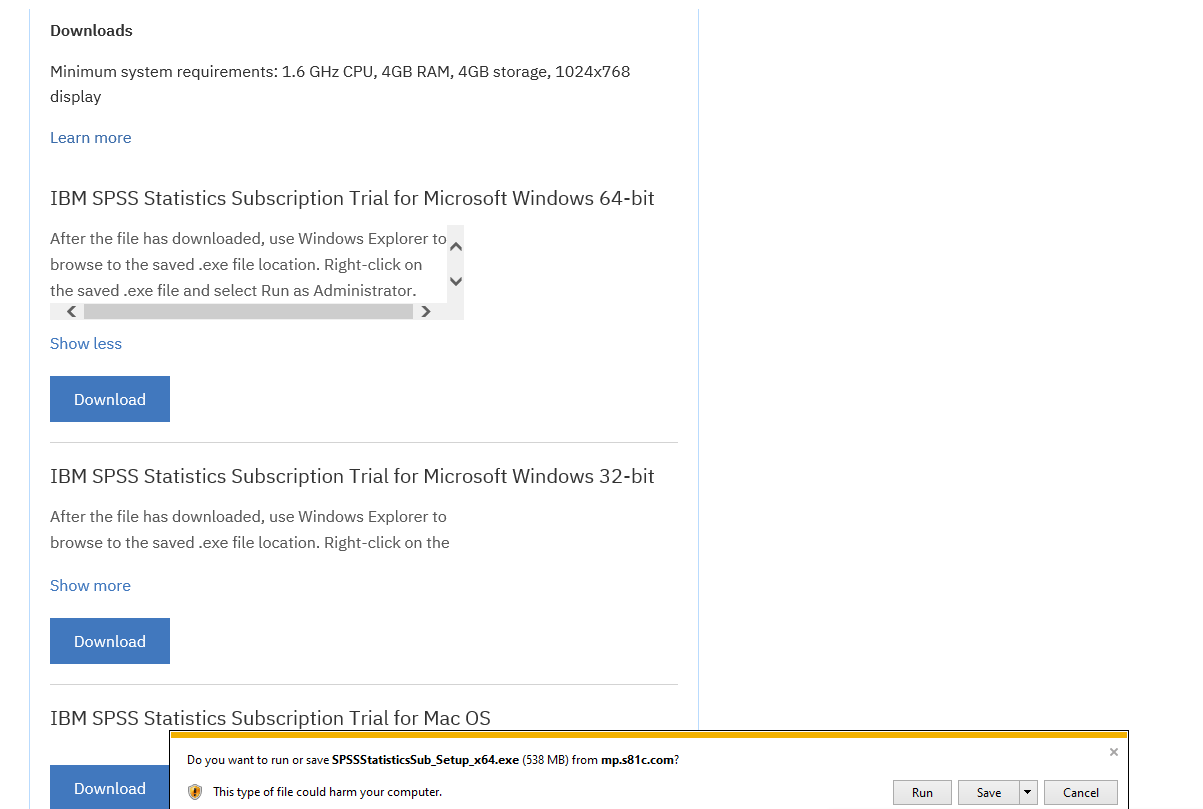 Downloads
Minimum system requirements: 1.6 GHz CPU, 4GB RAM, 4GB storage, 1024x768
display
Learn more
IBM SPSS Statistics Subscription Trial for Microsoft Windows 64-bit
After the file has downloaded, use Windows Explorer to
browse to the saved .exe file location. Right-click on
the saved .exe file and select Run as Administrator.
Show less
Download
IBM SPSS Statistics Subscription Trial for Microsoft Windows 32-bit
After the file has downloaded, use Windows Explorer to
browse to the saved .exe file location. Right-click on the
Show more
Download
IBM SPSS Statistics Subscription Trial for Mac OS
Download
Do you want to run or save SPSSStatisticsSub_Setup_x64.exe (538 MB) from mp.s81c.com?
This type of file could harm your computer.
Run
Save
Cancel